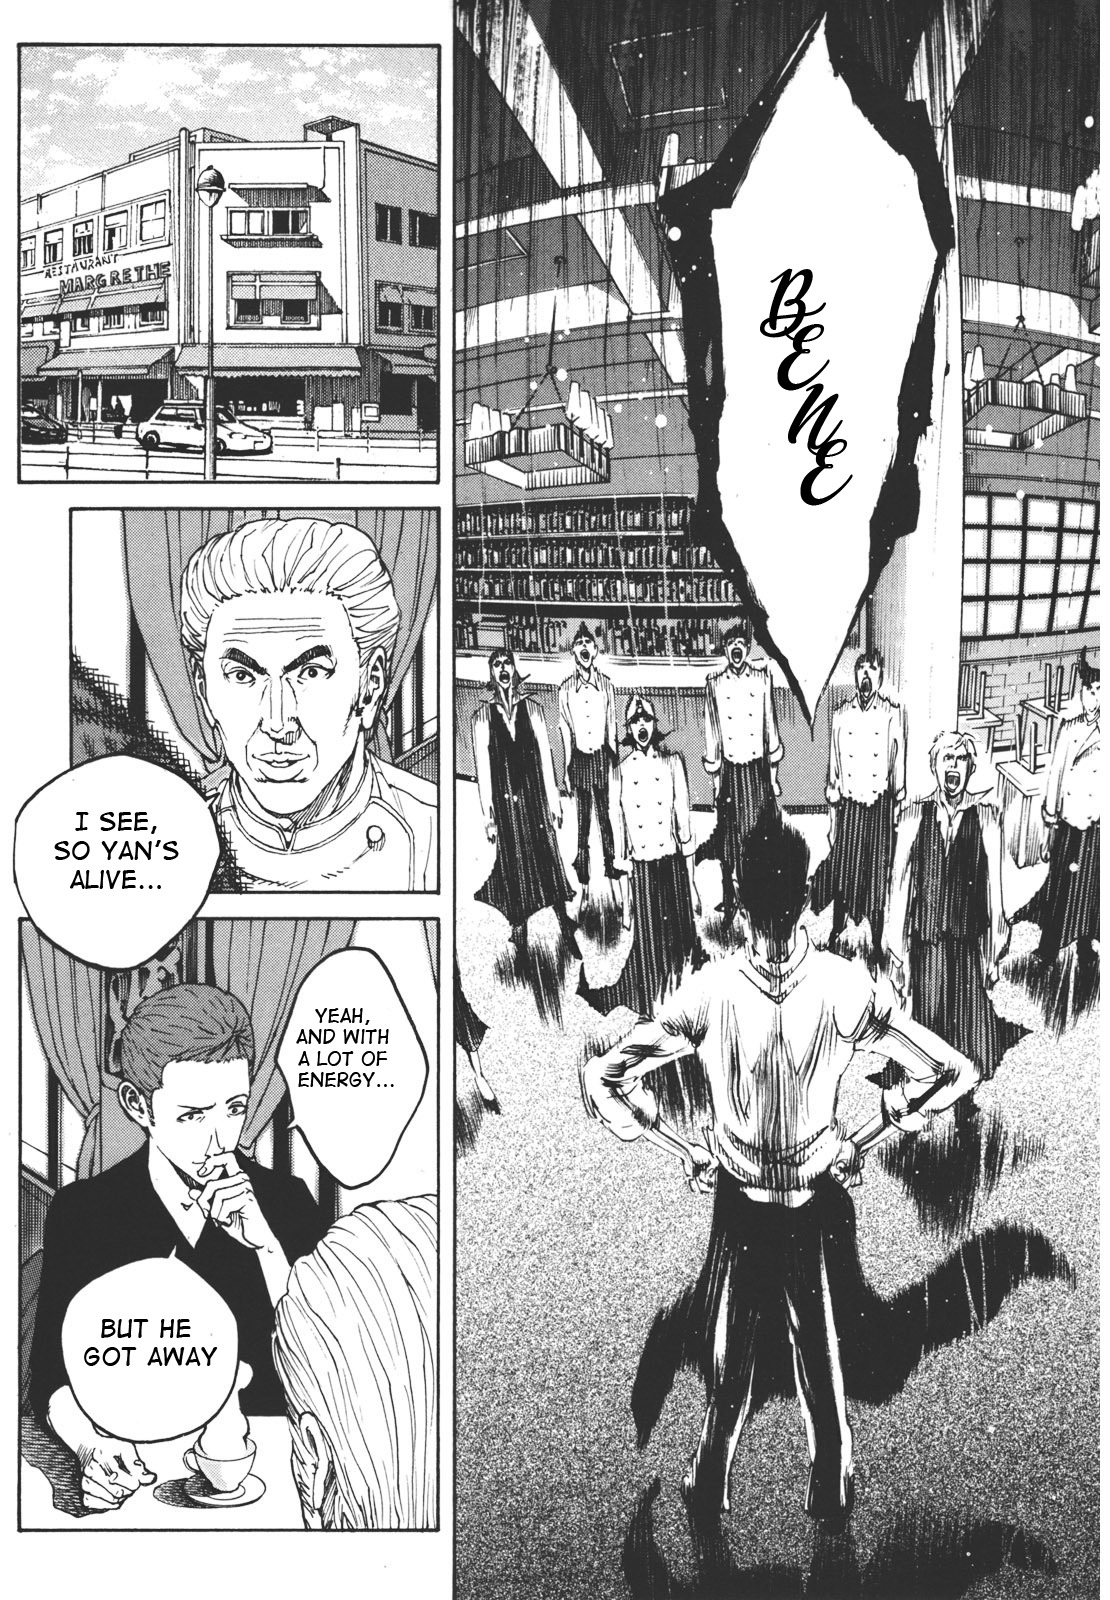 BENE
RESTAURANT
MARGRETHE
I SEE,
SO YAN'S
ALIVE...
YEAH,
AND WITH
A LOT OF
ENERGY...
BUT HE
GOT AWAY